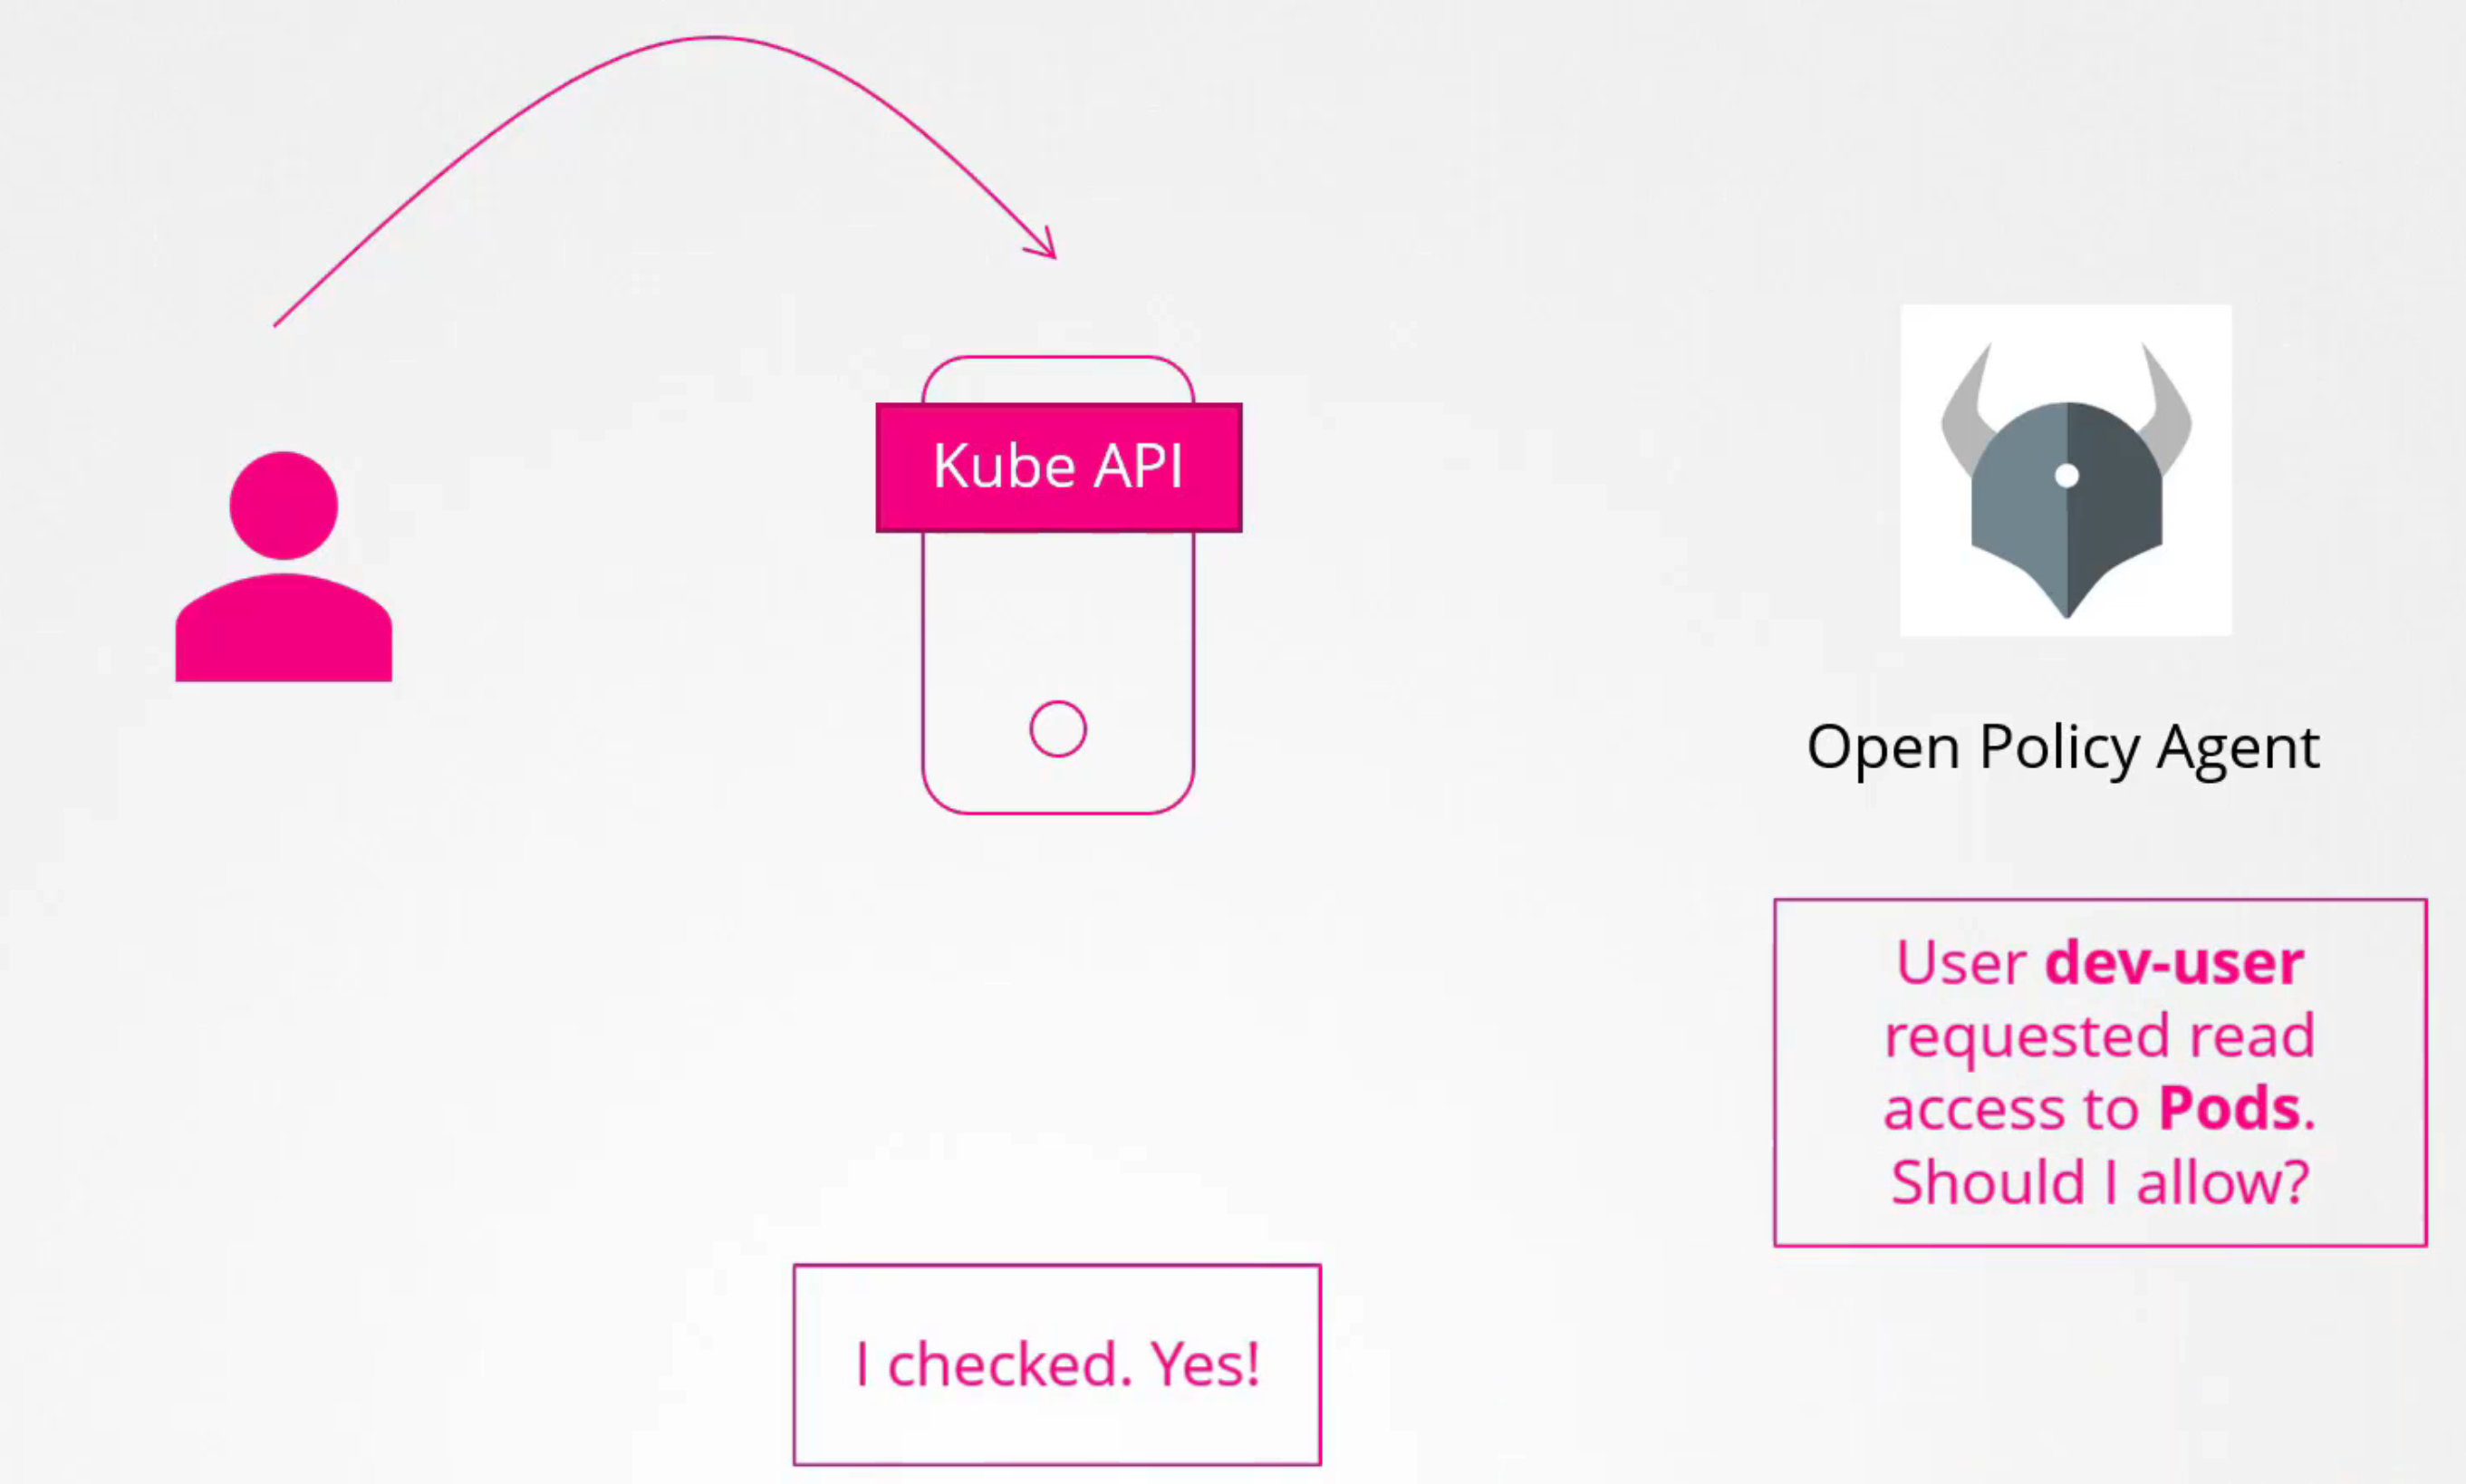 Kube API
Open Policy Agent
User dev-user
requested read
access to Pods.
Should I allow?
I checked. Yes!